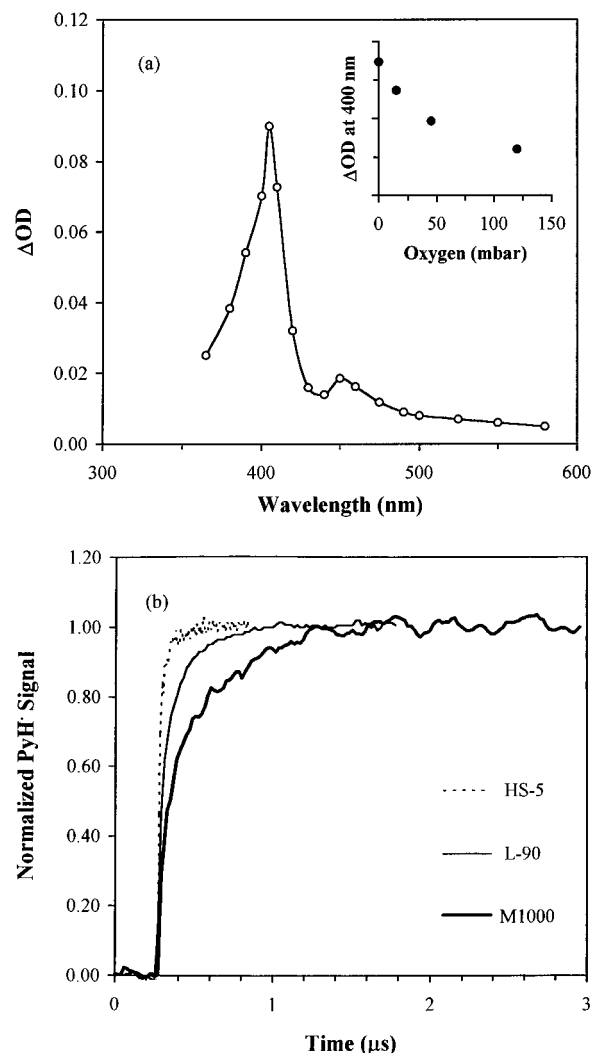 0.12
(a)
0.10
0.08
0.06
0.04
0.02
0.00
ΔOD
300
400
500
600
Wavelength (nm)
ΔOD at 400 nm
0
50
100
150
Oxygen (mbar)
1.20
(b)
1.00
0.80
0.60
0.40
0.20
0.00
Normalized PyH· Signal
HS-5
L-90
M1000
0
1
2
3
Time (μs)